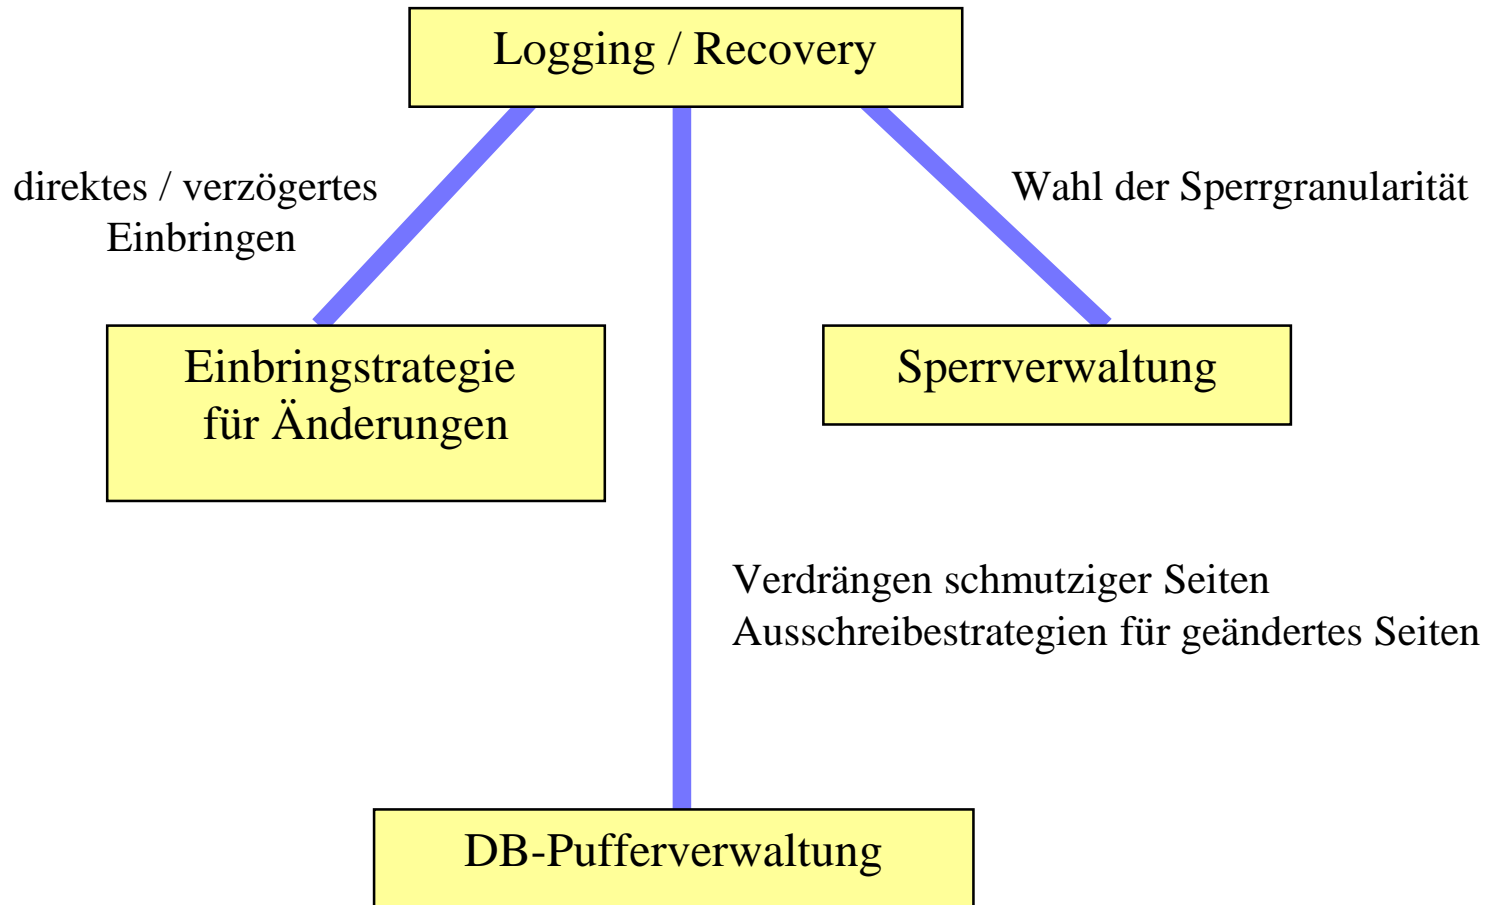 Logging / Recovery
direktes / verzögertes
Einbringen
Wahl der Sperrgranularität
Einbringstrategie
für Änderungen
Sperrverwaltung
Verdrängen schmutziger Seiten
Ausschreibestrategien für geändertes Seiten
DB-Pufferverwaltung